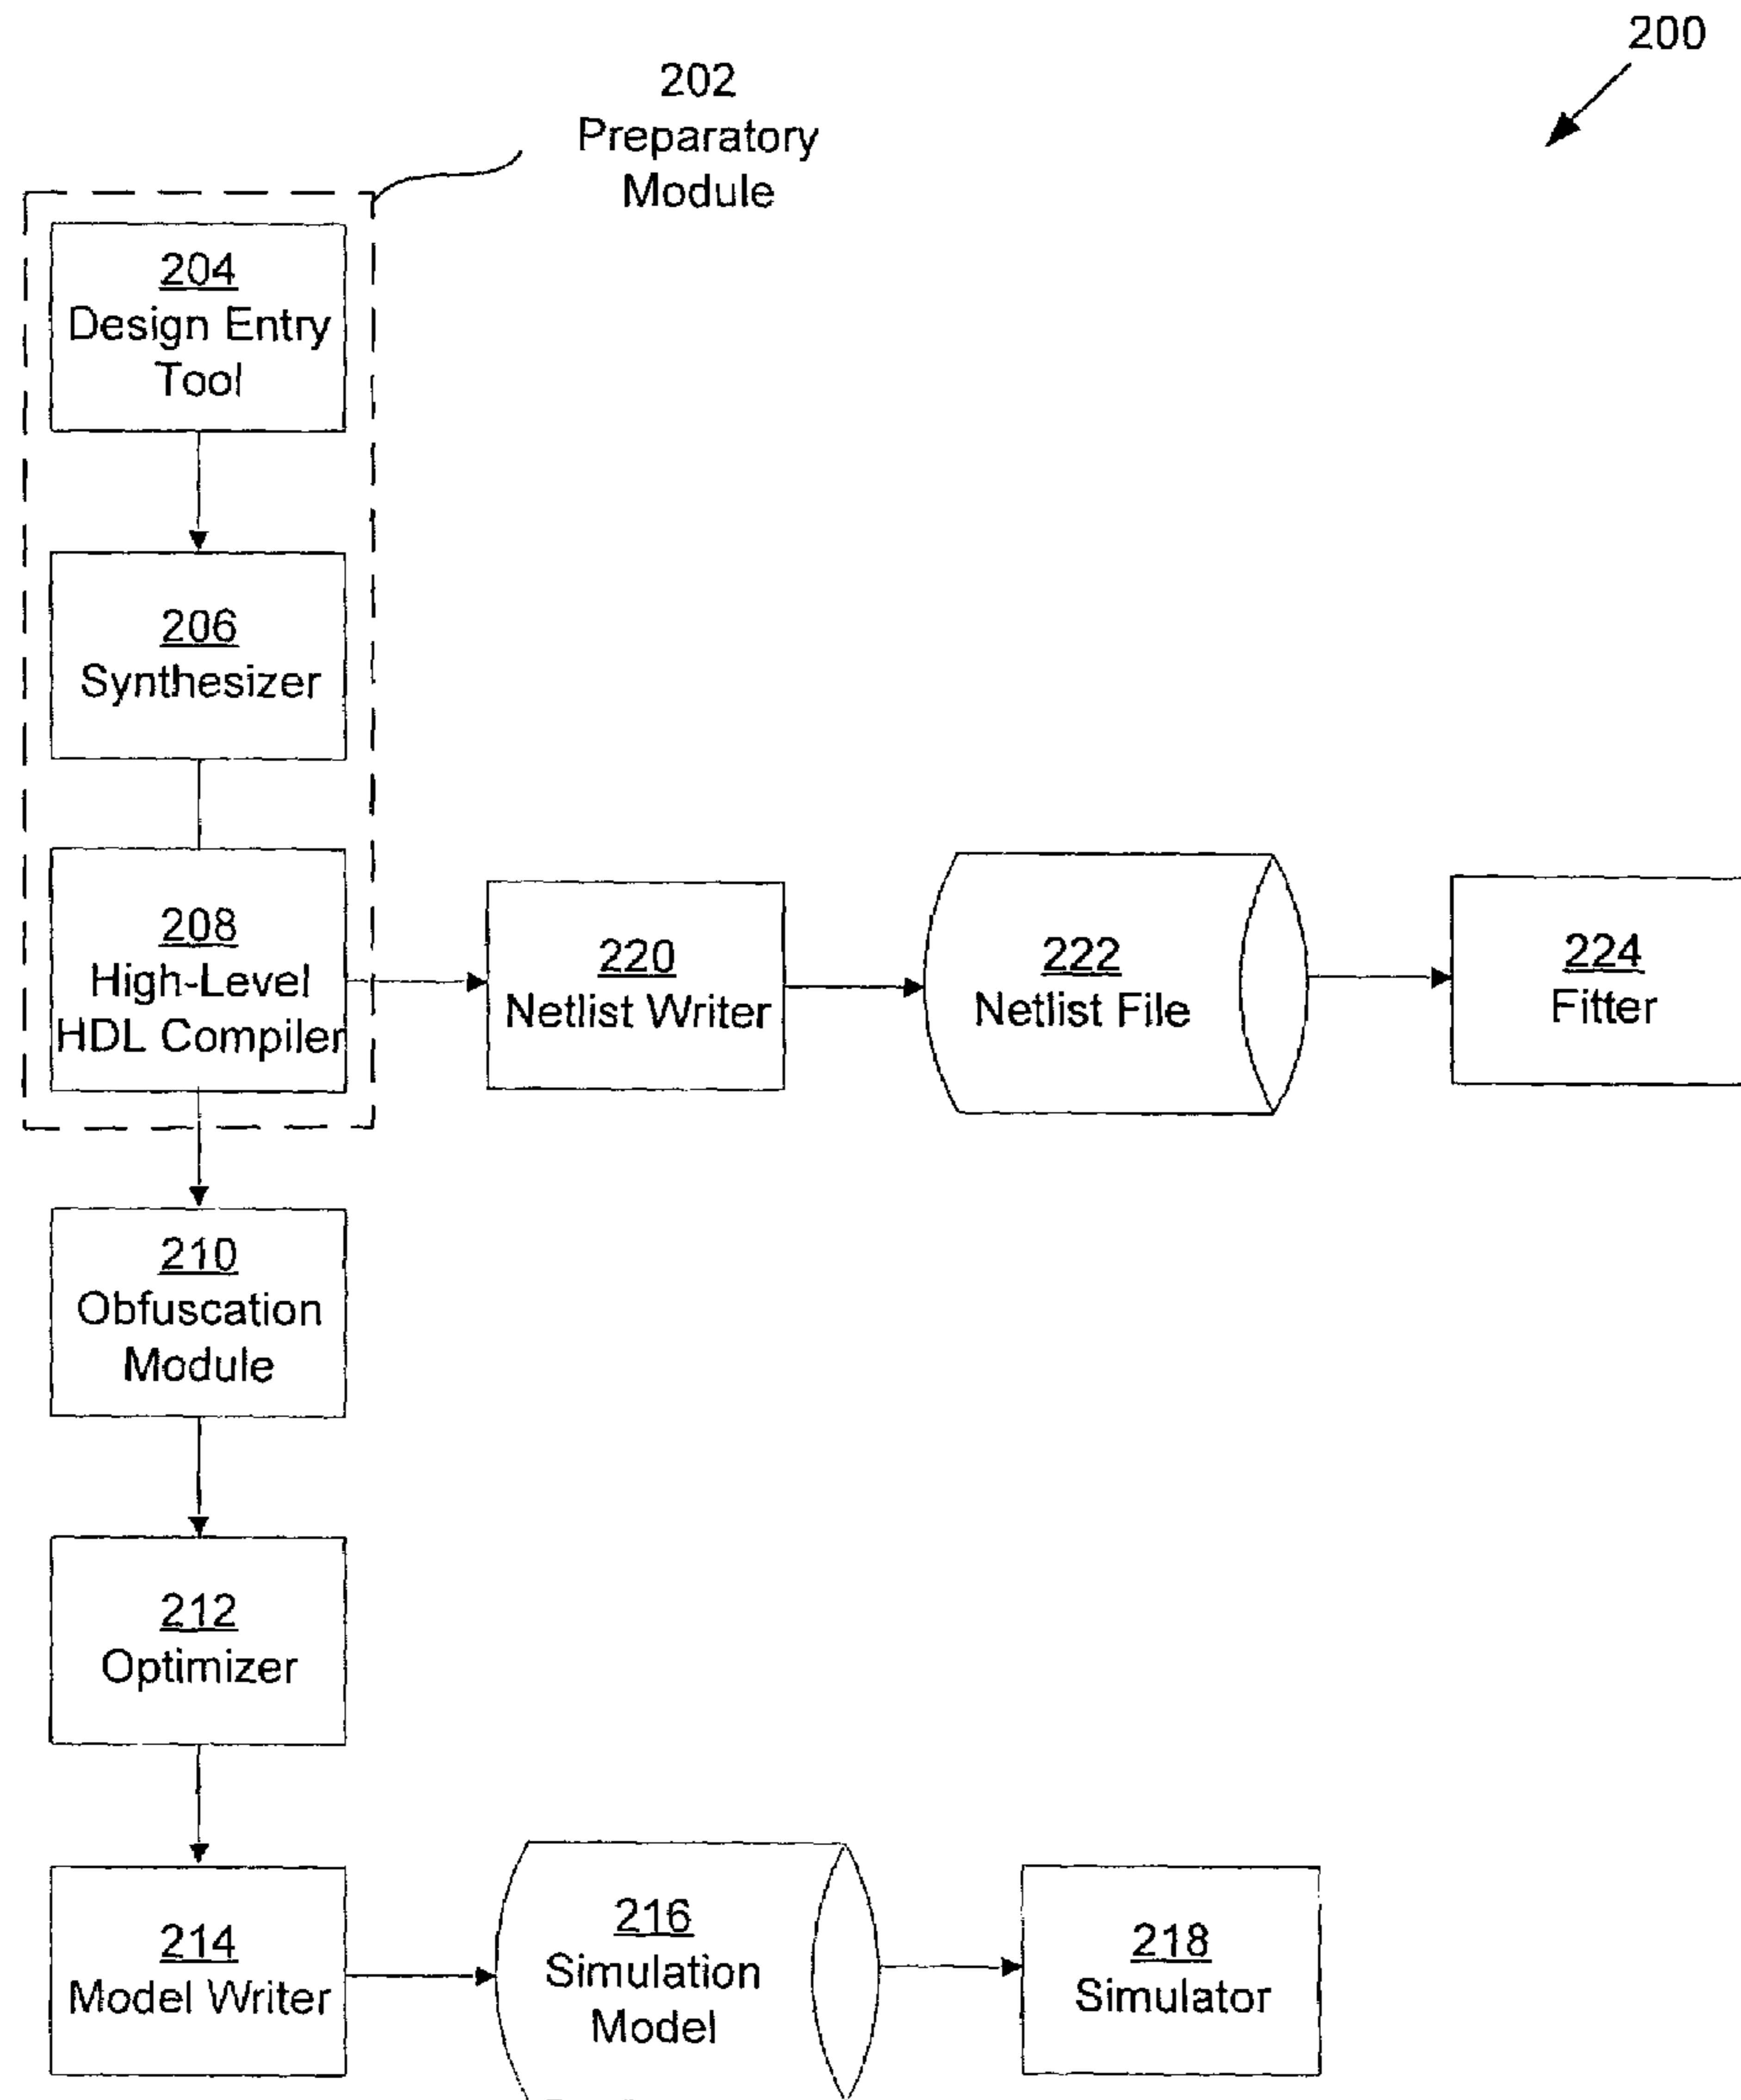 200
202
Preparatory
Module
204
Design Entry
Tool
206
Synthesizer
208
High-Level
HDL Compiler
220
Netlist Writer
222
Netlist File
224
Fitter
210
Obfuscation
Module
212
Optimizer
214
Model Writer
216
Simulation
Model
218
Simulator